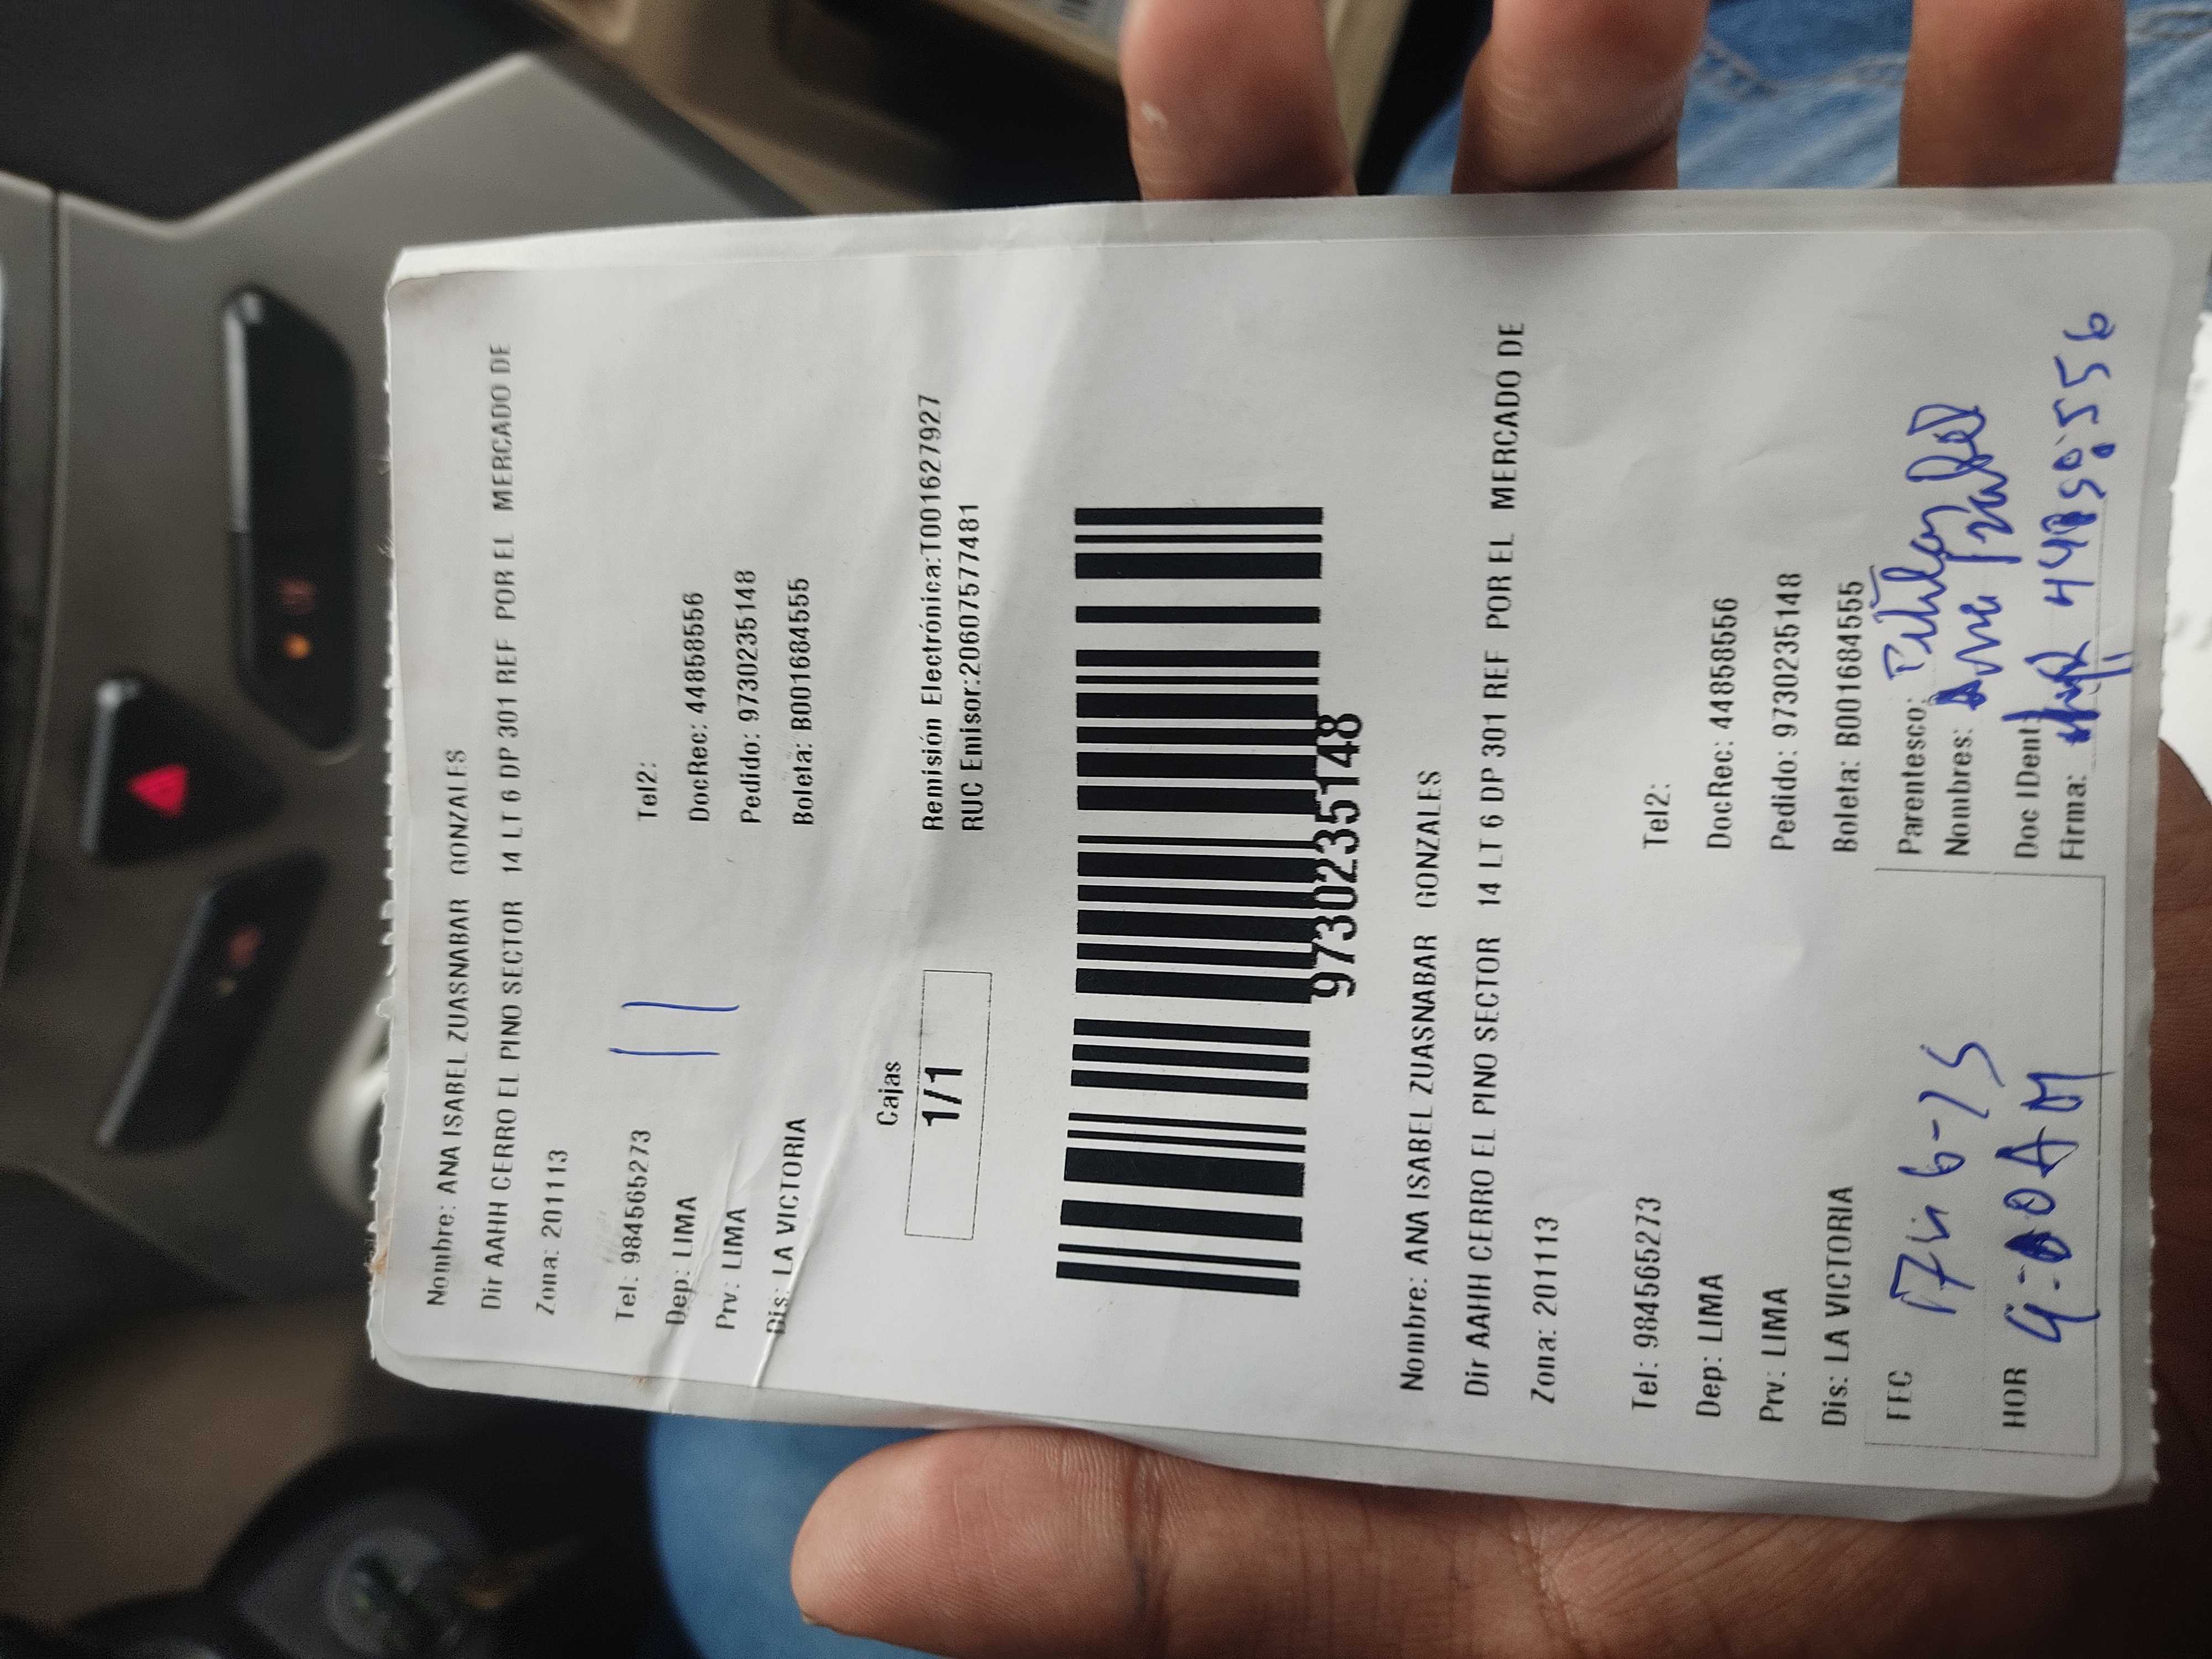 Nombre: ANA ISABEL ZUASNABAR GONZALES
Dir AAHH CERRO EL PINO SECTOR 14 LT 6 DP 301 REF POR EL MERCADO DE
Zona: 201113
Tel: 984565273 Tel2:
Dep: LIMA DocRec: 44858556
Prv: LIMA Pedido: 9730235148
Dis: LA VICTORIA Boleta: B001684555
Cajas
1/1
Remisión Electrónica:T001627927
RUC Emisor:20607577481
9730235148
Nombre: ANA ISABEL ZUASNABAR GONZALES
Dir AAHH CERRO EL PINO SECTOR 14 LT 6 DP 301 REF POR EL MERCADO DE
Zona: 201113
Tel: 984565273 Tel2:
Dep: LIMA DocRec: 44858556
Prv: LIMA Pedido: 9730235148
Dis: LA VICTORIA Boleta: B001684555
FEC
HOR
Parentesco: Titular
Nombres: Ana Isabel
Doc IDent
Firma: